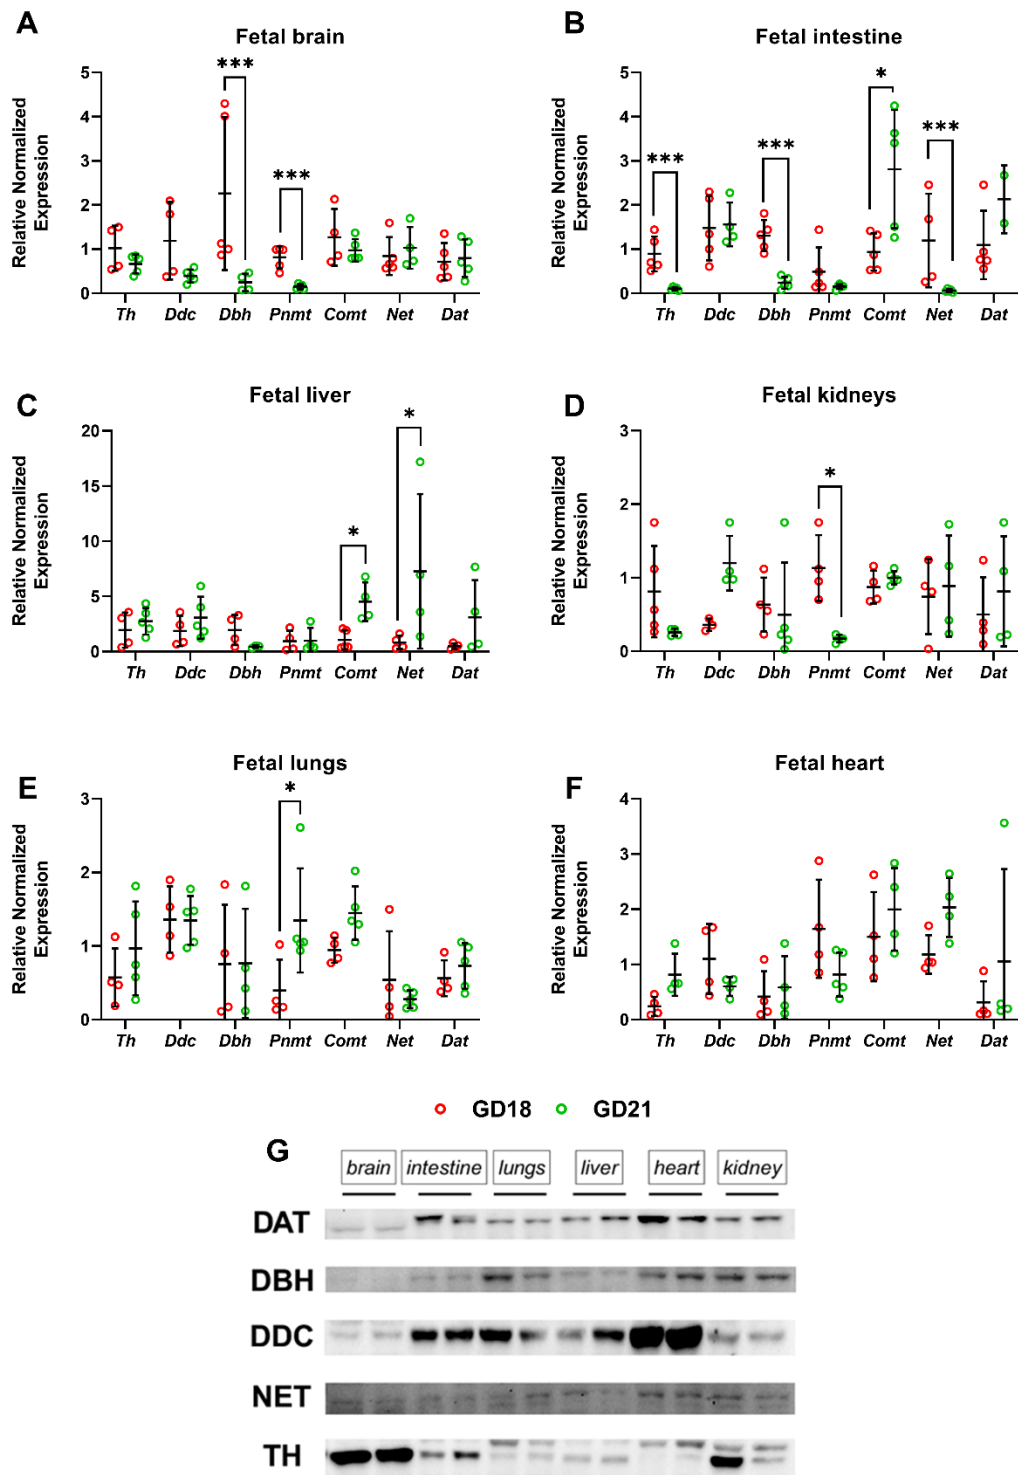 A
Fetal brain
Relative Normalized
Expression
5
4
3
2
1
0
***
***
Th Ddc Dbh Pnmt Comt Net Dat
B
Fetal intestine
Relative Normalized
Expression
5
4
3
2
1
0
***
***
*
***
Th Ddc Dbh Pnmt Comt Net Dat
C
Fetal liver
Relative Normalized
Expression
20
15
10
5
0
*
*
Th Ddc Dbh Pnmt Comt Net Dat
D
Fetal kidneys
Relative Normalized
Expression
3
2
1
0
*
Th Ddc Dbh Pnmt Comt Net Dat
E
Fetal lungs
Relative Normalized
Expression
3
2
1
0
*
Th Ddc Dbh Pnmt Comt Net Dat
F
Fetal heart
Relative Normalized
Expression
4
3
2
1
0
Th Ddc Dbh Pnmt Comt Net Dat
GD18 GD21
G
brain intestine lungs liver heart kidney
DAT
DBH
DDC
NET
TH